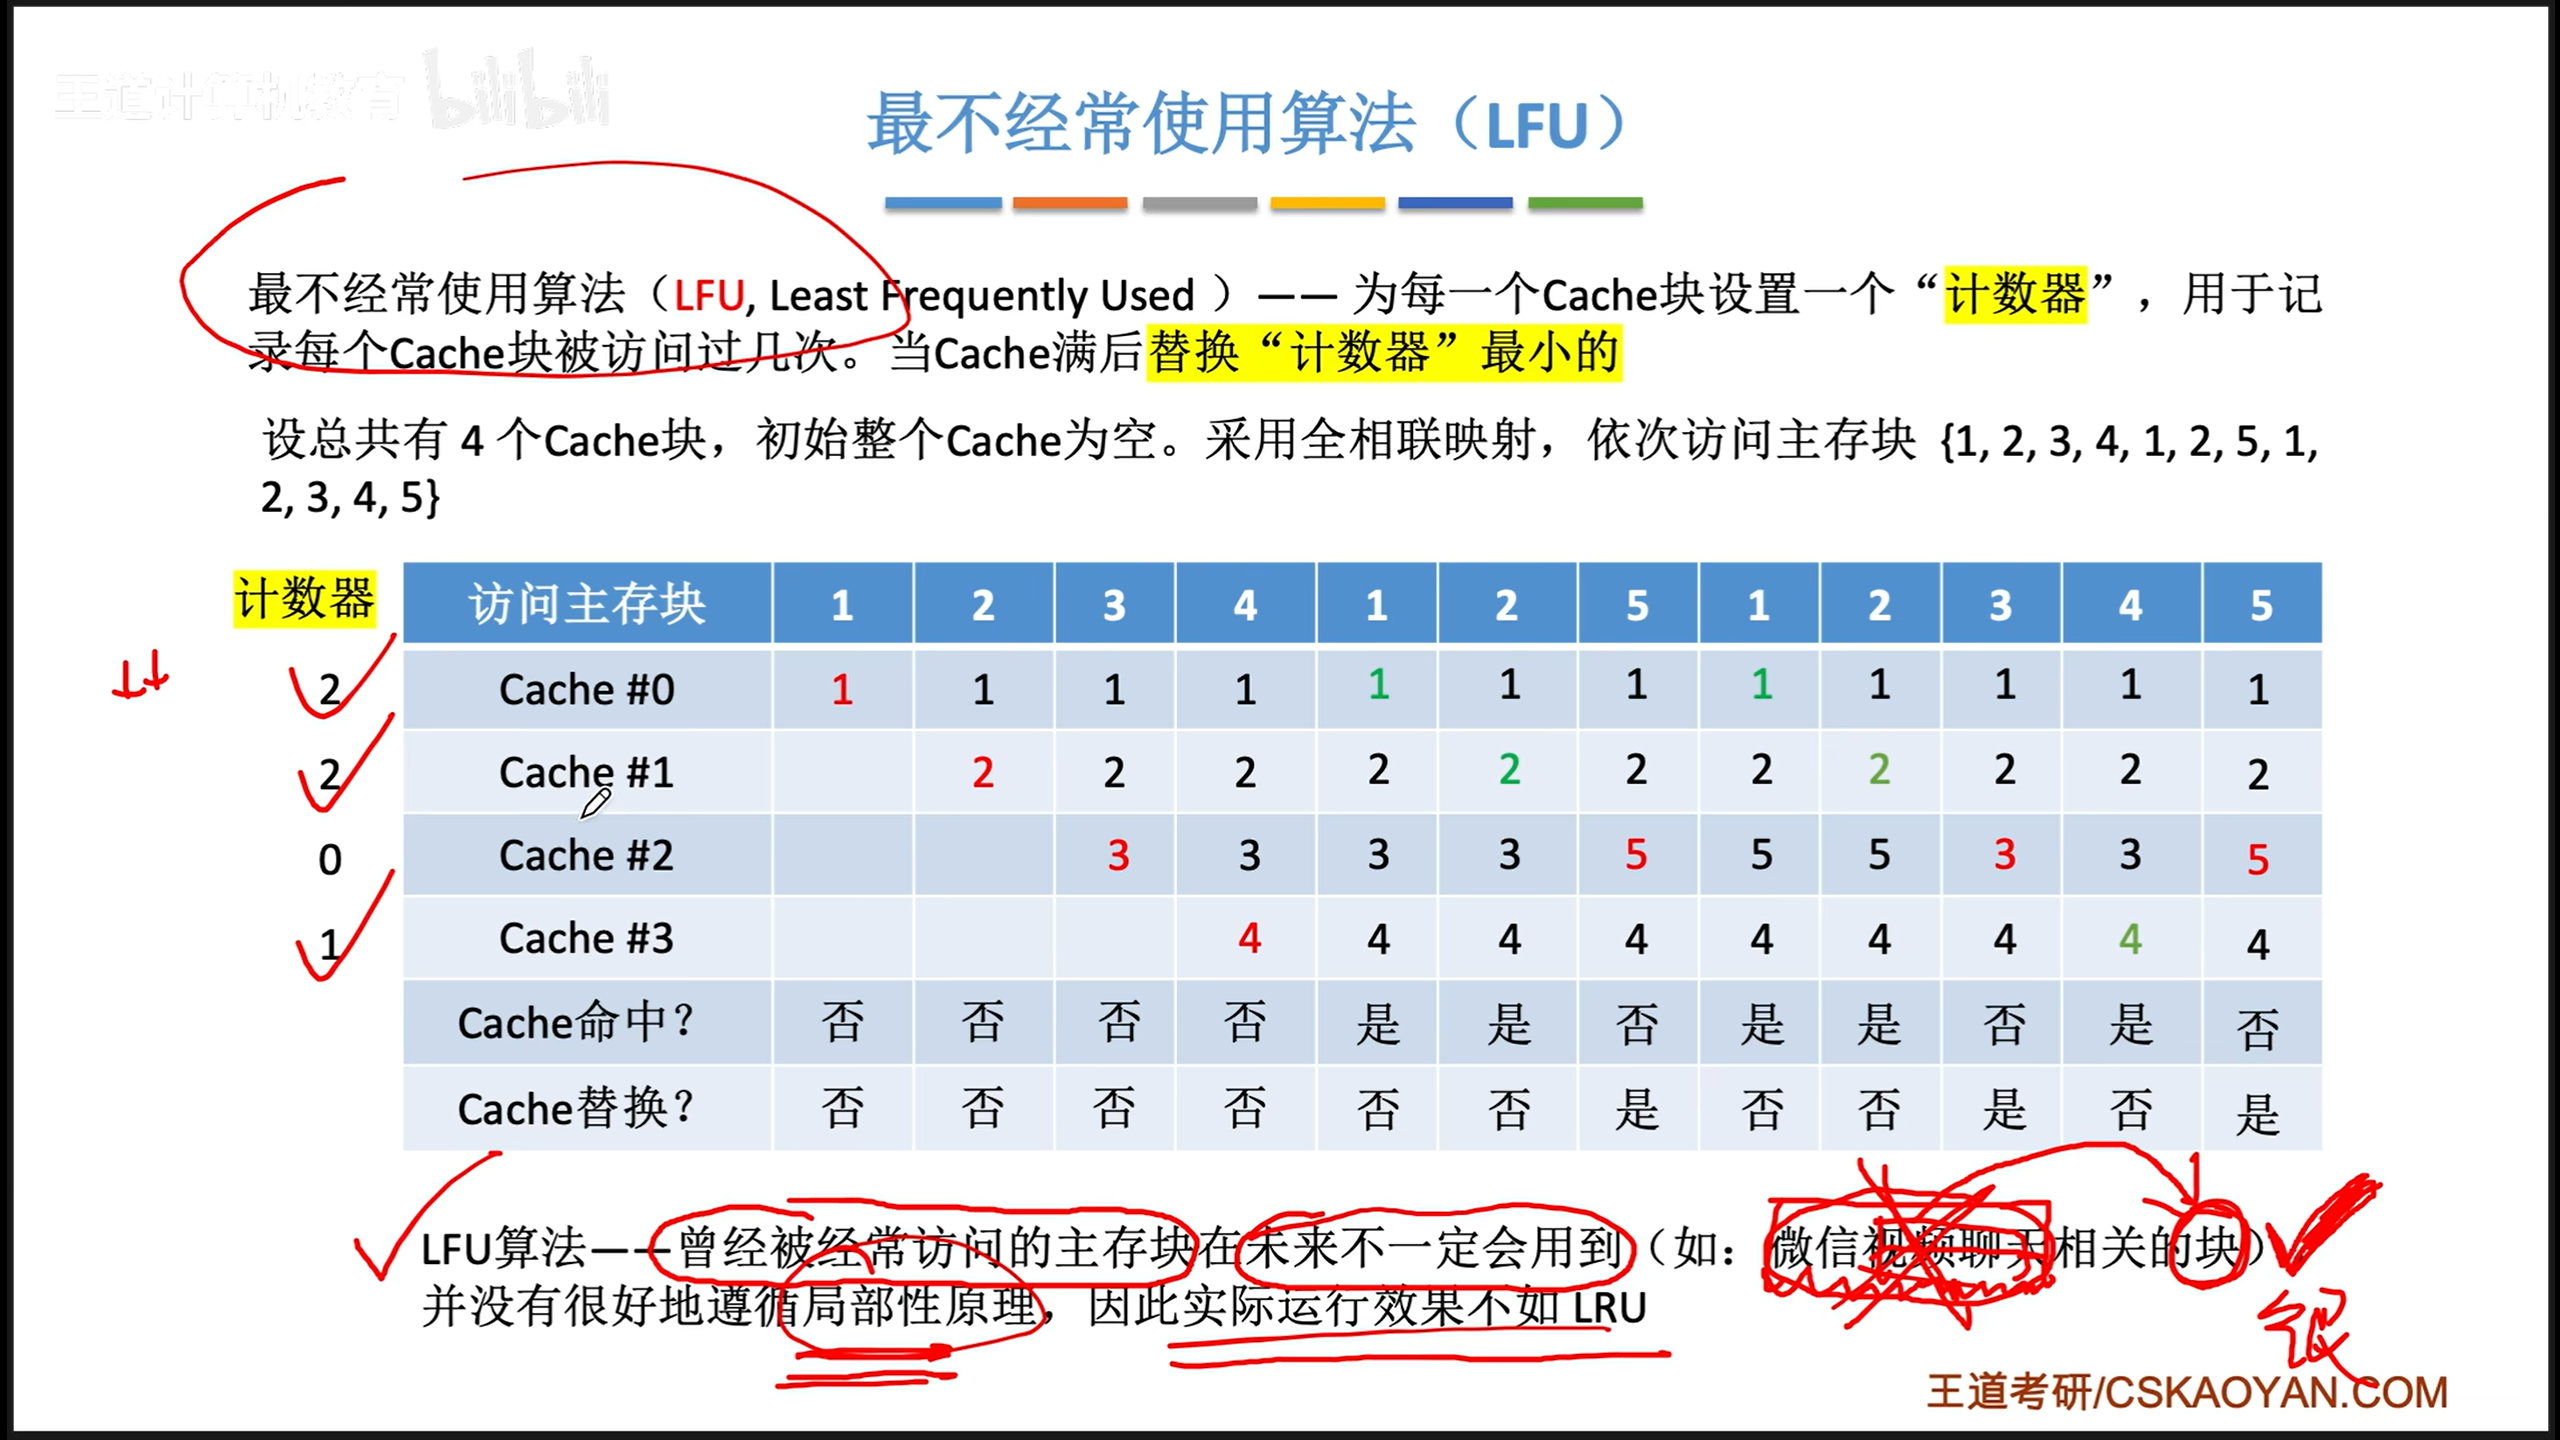 王道计算机教育 bilibili
最不经常使用算法（LFU）
最不经常使用算法（LFU, Least Frequently Used ）—— 为每一个Cache块设置一个“计数器”，用于记
录每个Cache块被访问过几次。当Cache满后替换“计数器”最小的
设总共有 4 个Cache块，初始整个Cache为空。采用全相联映射，依次访问主存块 {1, 2, 3, 4, 1, 2, 5, 1,
2, 3, 4, 5}
计数器 访问主存块 1 2 3 4 1 2 5 1 2 3 4 5
2 Cache #0 1 1 1 1 1 1 1 1 1 1 1 1
2 Cache #1 2 2 2 2 2 2 2 2 2 2 2
0 Cache #2 3 3 3 3 5 5 5 3 3 5
1 Cache #3 4 4 4 4 4 4 4 4 4
Cache命中? 否 否 否 否 是 是 否 是 是 否 是 否
Cache替换? 否 否 否 否 否 否 是 否 否 是 否 是
LFU算法——曾经被经常访问的主存块在未来不一定会用到（如：微信视频聊天相关的块）
并没有很好地遵循局部性原理，因此实际运行效果不如 LRU
王道考研/CSKAOYAN.COM